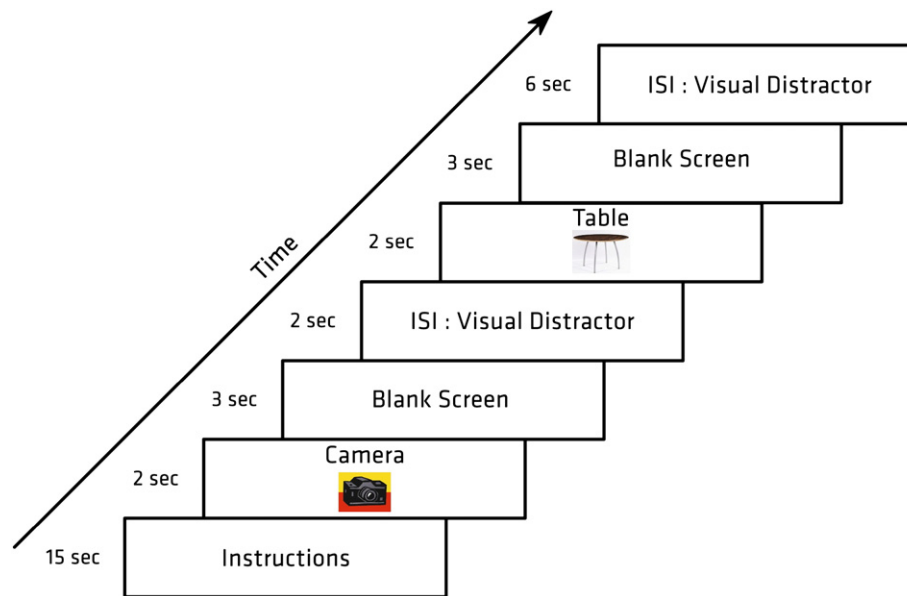 6 sec
ISI : Visual Distractor
3 sec
Blank Screen
Table
2 sec
Time
2 sec
ISI : Visual Distractor
3 sec
Blank Screen
Camera
2 sec
15 sec
Instructions